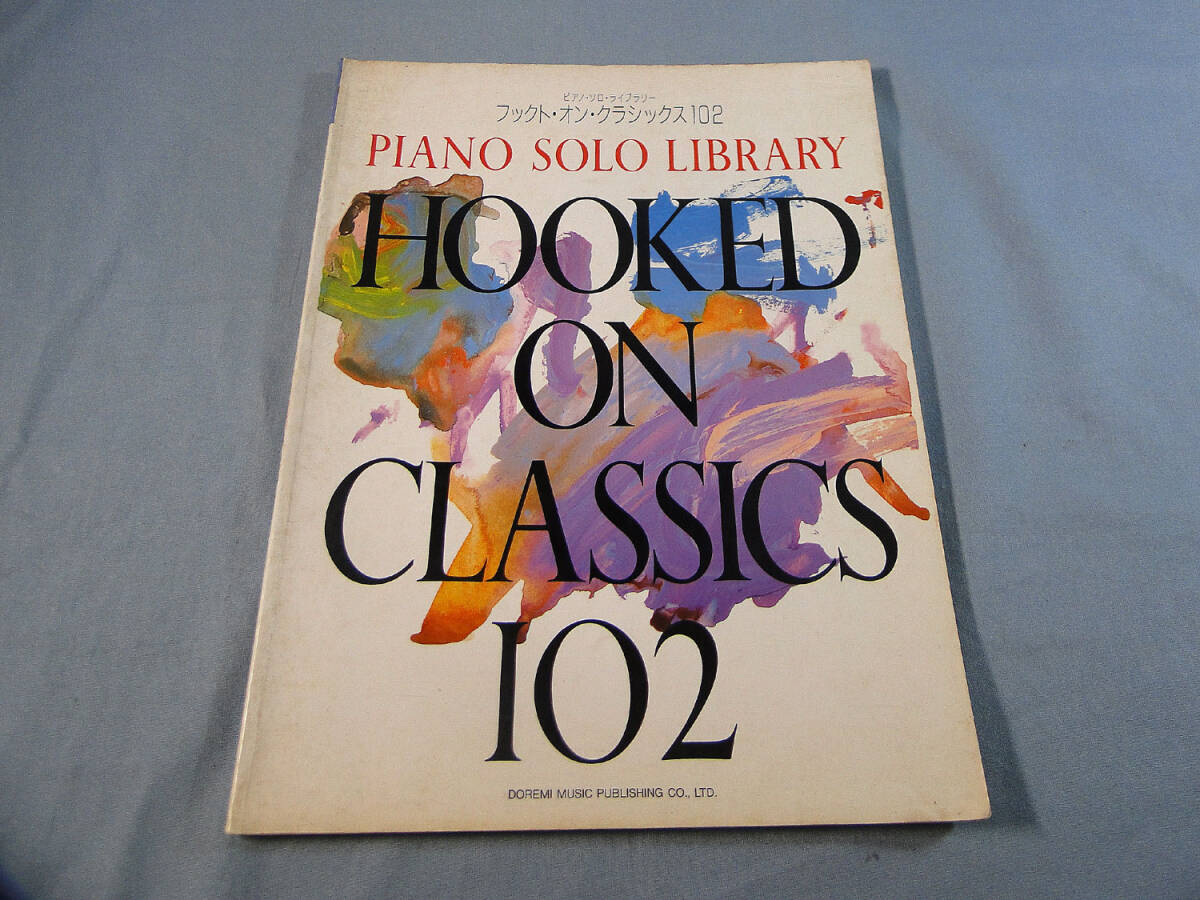 ピアノ・ソロ・ライブラリー
フックト・オン・クラシックス102
PIANO SOLO LIBRARY
HOOKED
ON
CLASSICS
102
DOREMI MUSIC PUBLISHING CO., LTD.